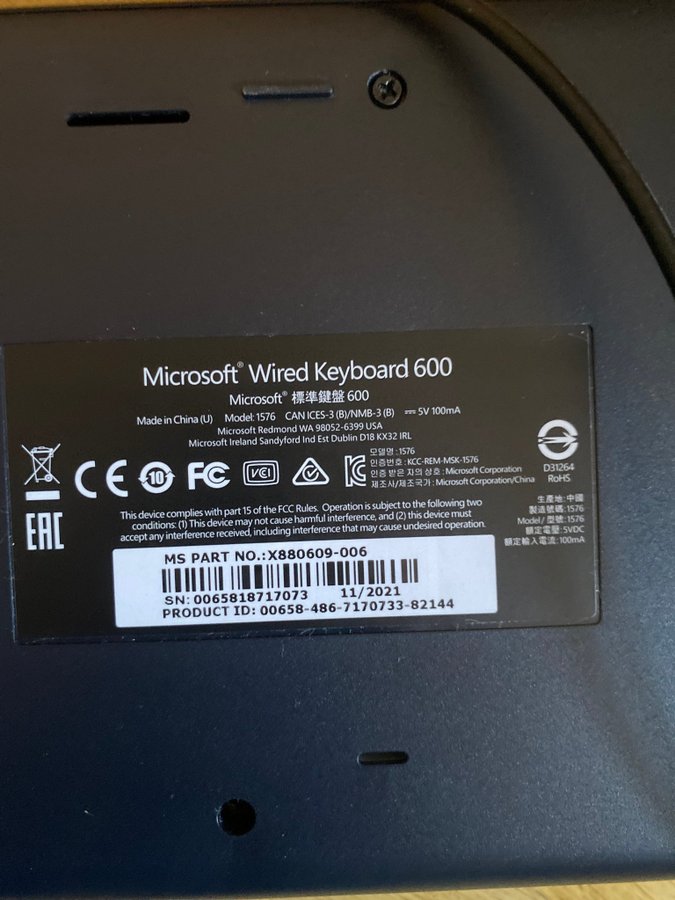 Microsoft® Wired Keyboard 600
Microsoft® 標準鍵盤 600
Made in China (U) Model: 1576 CAN ICES-3 (B)/NMB-3 (B) ⎓ 5V 100mA
Microsoft Redmond WA 98052-6399 USA
Microsoft Ireland Sandyford Ind Est Dublin D18 KX32 IRL
모델명 : 1576
인증번호 : KCC-REM-MSK-1576
인증 받은 자의 상호 : Microsoft Corporation
제조사/제조국가 : Microsoft Corporation/China
CE 10 FC VCI
EAC
D31264
RoHS
This device complies with part 15 of the FCC Rules. Operation is subject to the following two
conditions: (1) This device may not cause harmful interference, and (2) this device must
accept any interference received, including interference that may cause undesired operation.
生產地: 中國
製造號碼: 1576
Model / 型號: 1576
額定電壓: 5VDC
額定輸入電流: 100mA
MS PART NO.:X880609-006
SN: 0065818717073 11/2021
PRODUCT ID: 00658-486-7170733-82144